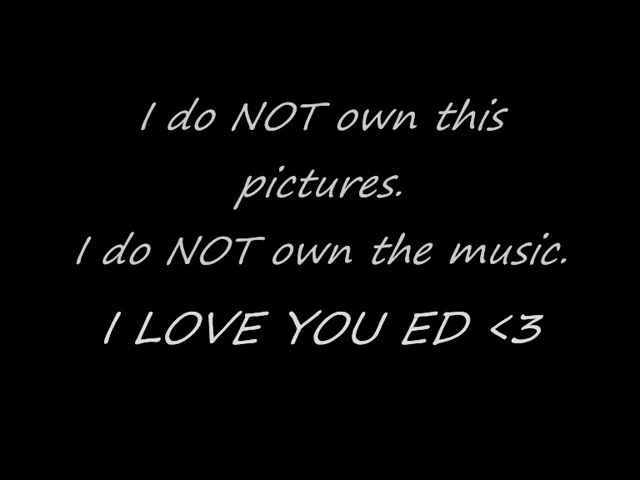 I do NOT own this
pictures.
I do NOT own the music.
I LOVE YOU ED <3